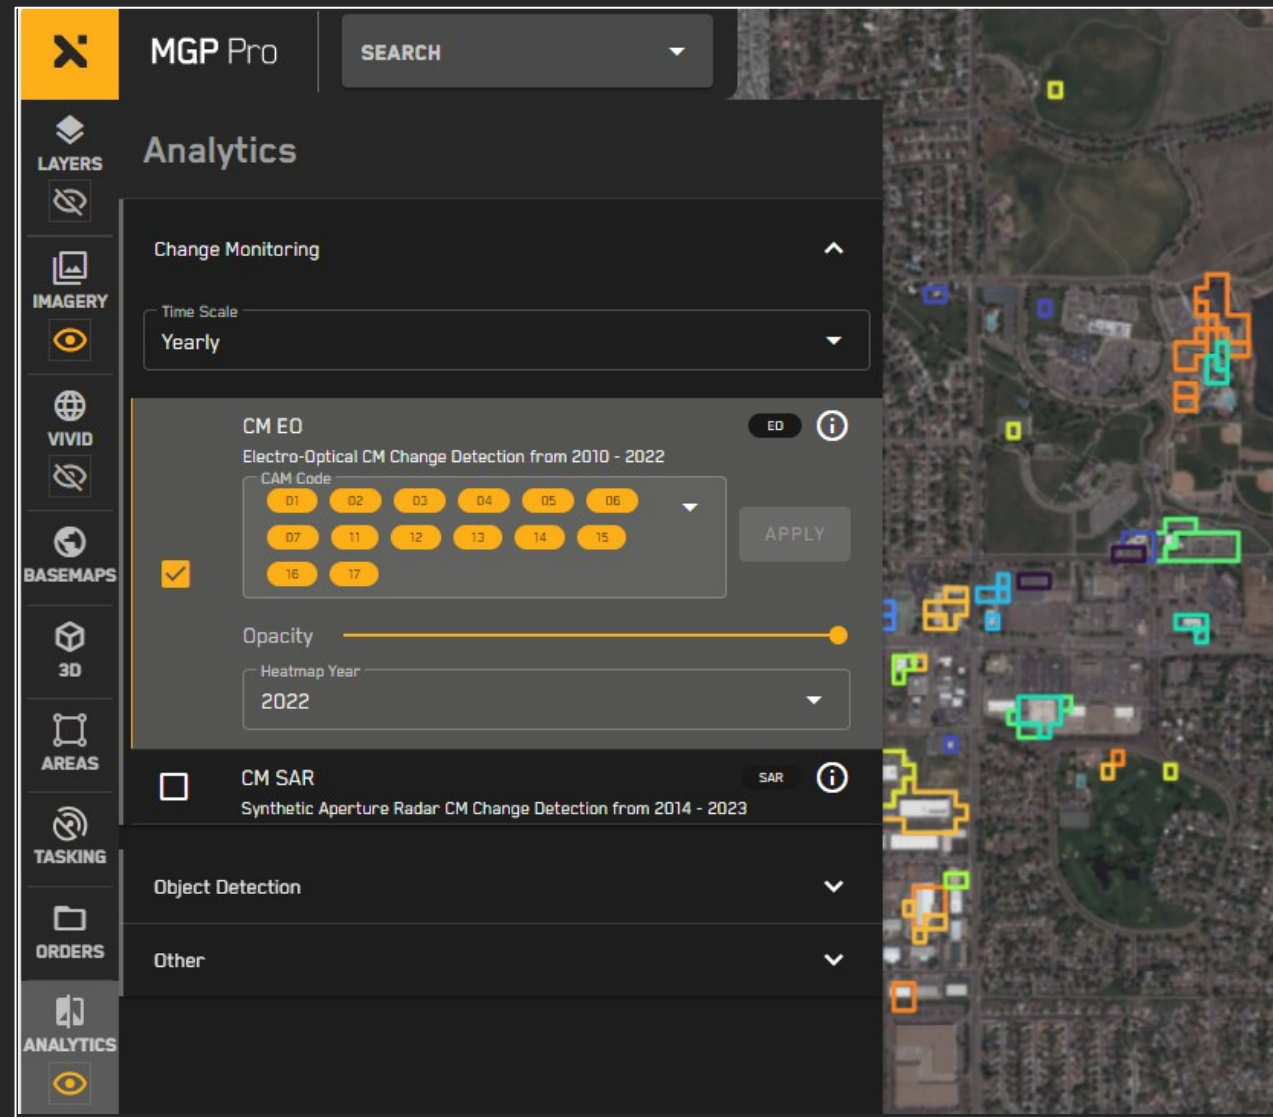 MGP Pro
SEARCH
LAYERS
IMAGERY
VIVID
BASEMAPS
3D
AREAS
TASKING
ORDERS
ANALYTICS
Analytics
Change Monitoring
Time Scale
Yearly
CM EO
EO
Electro-Optical CM Change Detection from 2010 - 2022
CAM Code
01 02 03 04 05 06
07 11 12 13 14 15
16 17
APPLY
Opacity
Heatmap Year
2022
CM SAR
SAR
Synthetic Aperture Radar CM Change Detection from 2014 - 2023
Object Detection
Other